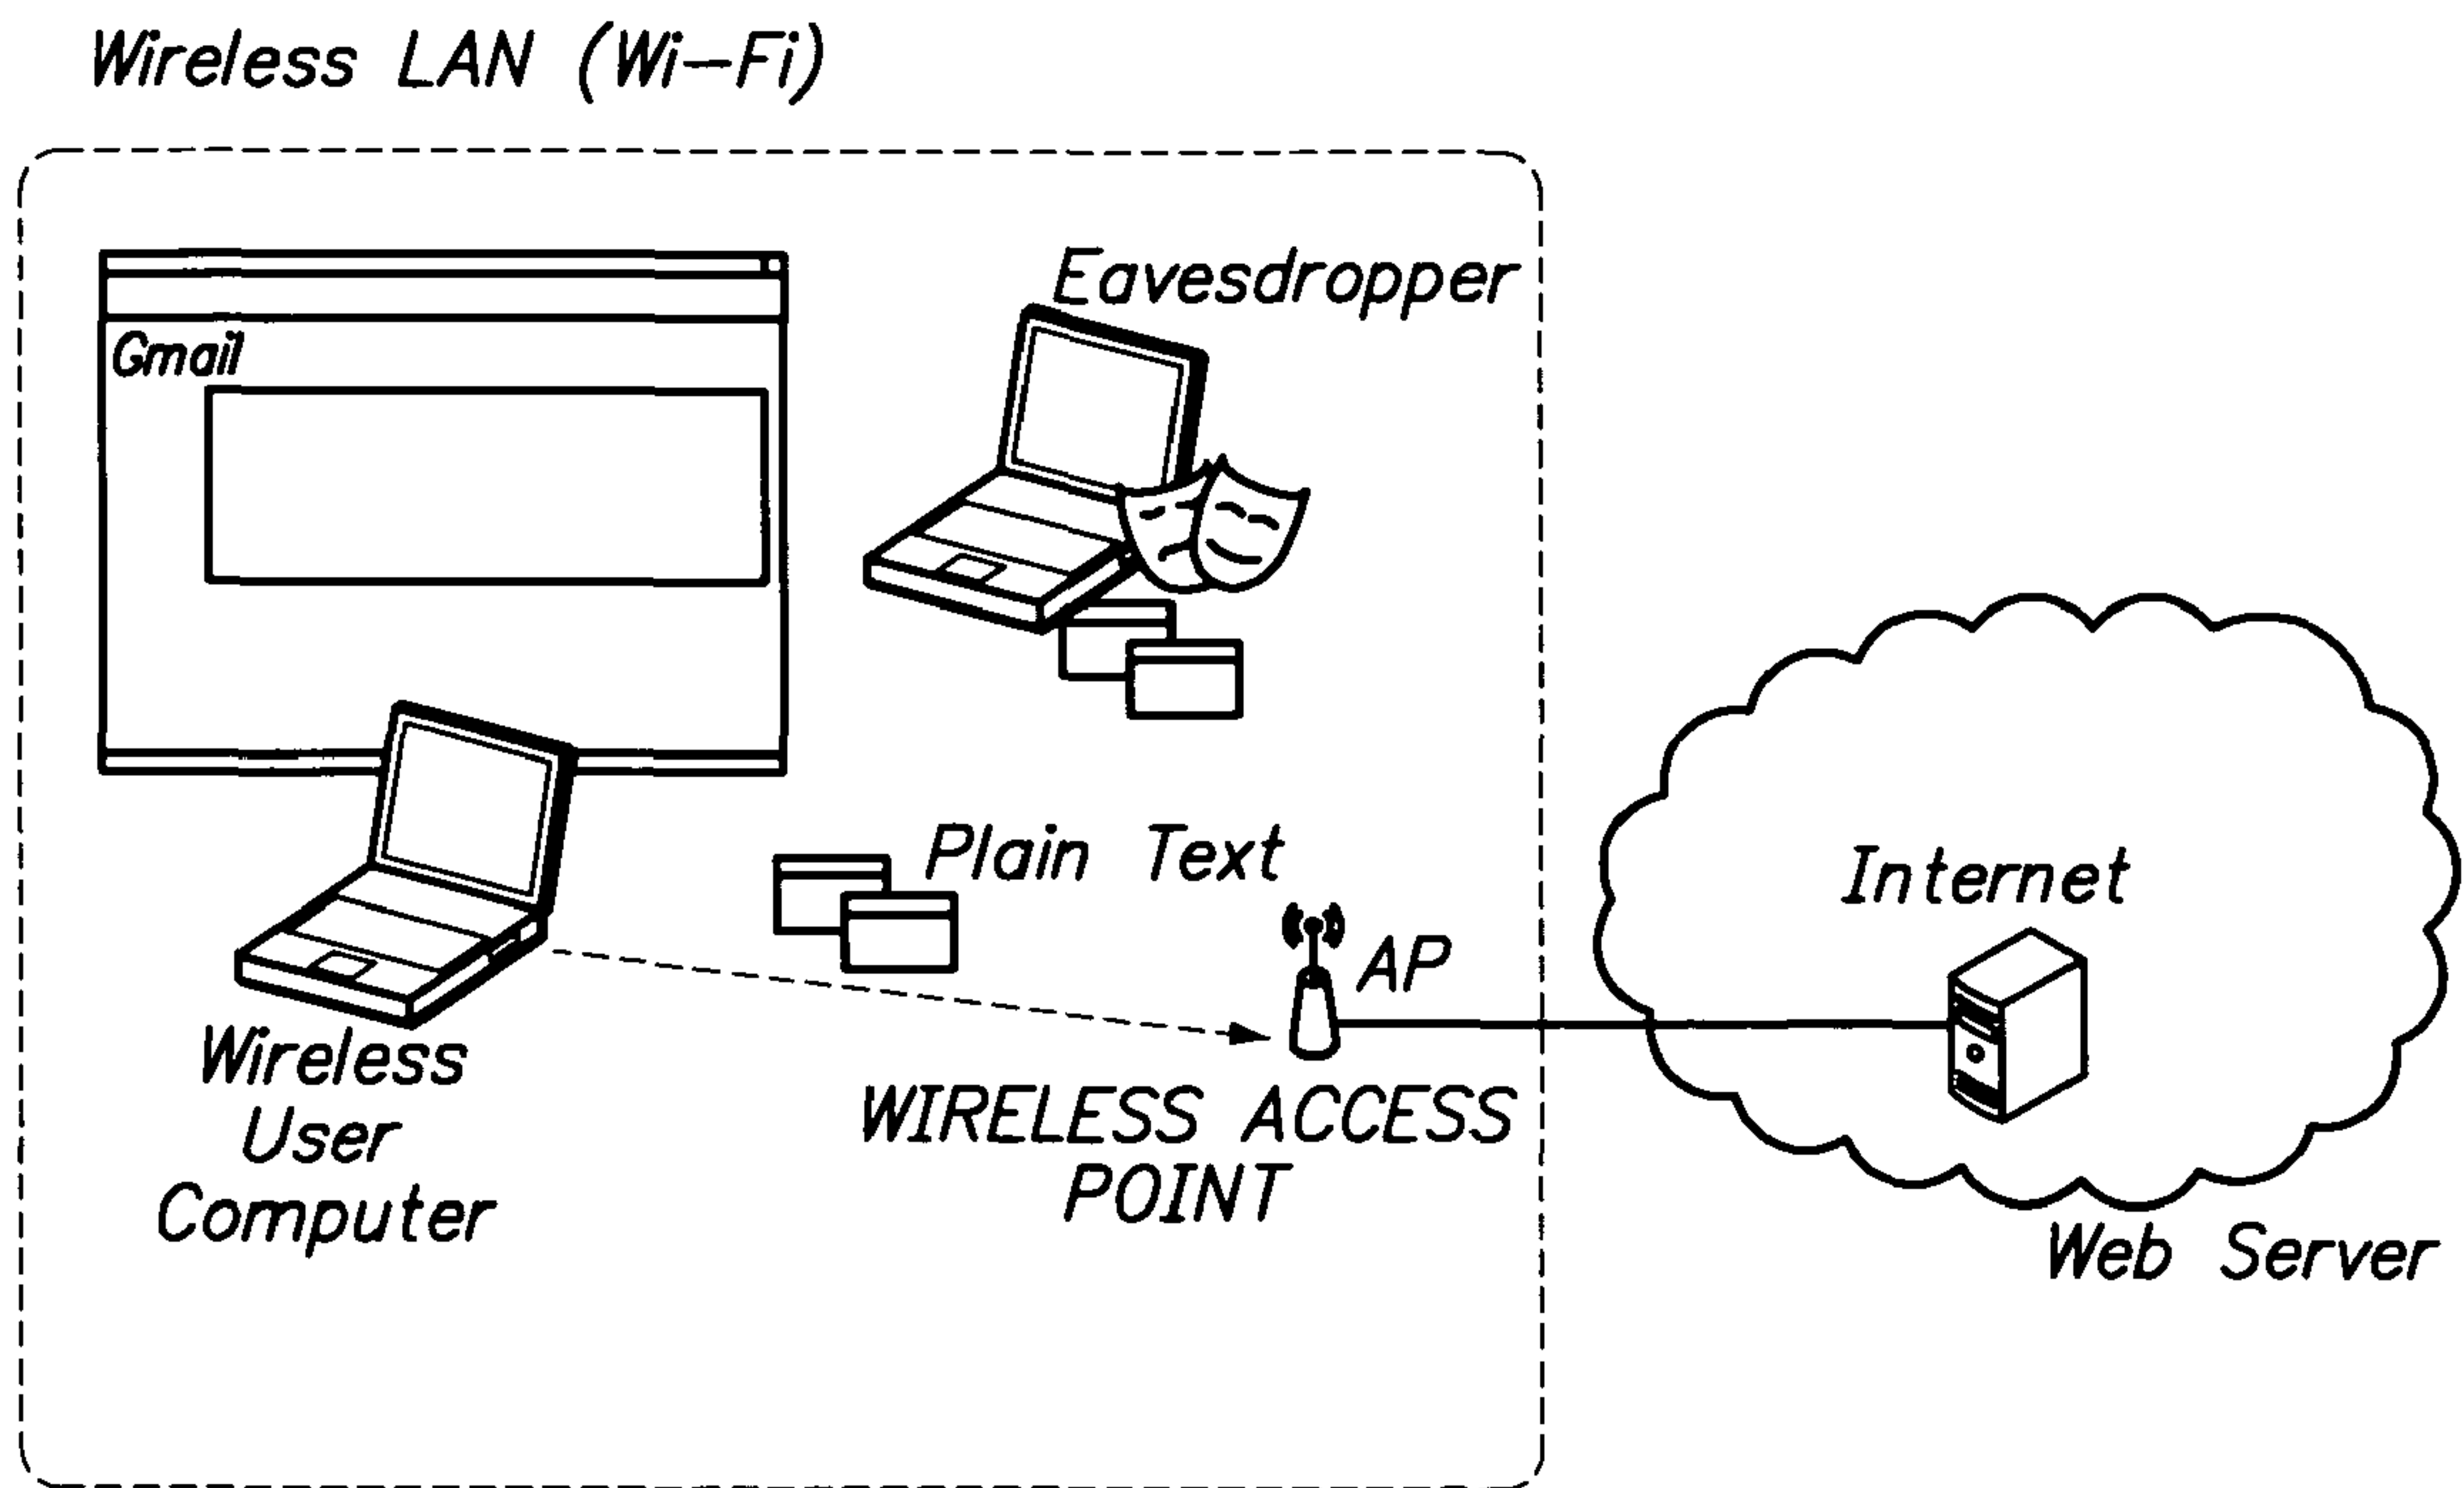 Wireless LAN (Wi-Fi)
Eavesdropper
Gmail
Plain Text
Internet
AP
Wireless
User
Computer
WIRELESS ACCESS
POINT
Web Server